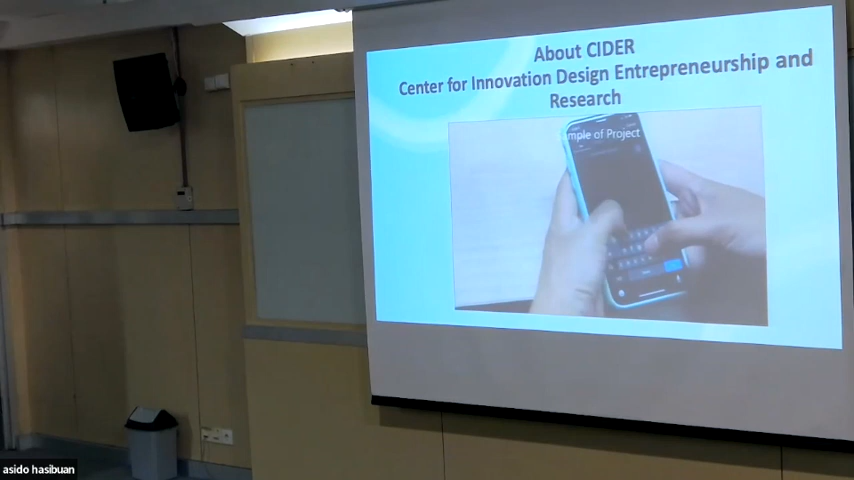 About CIDER
Center for Innovation Design Entrepreneurship and
Research
mple of Project
asido hasibuan